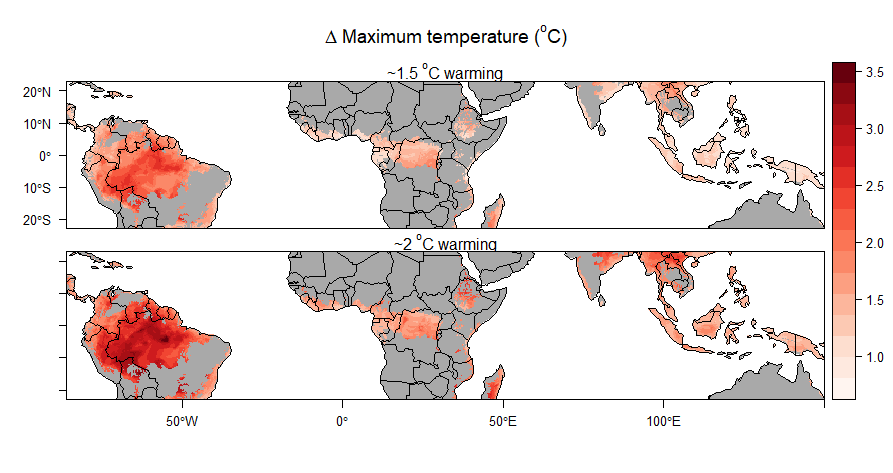 Δ Maximum temperature (°C)
~1.5 °C warming
20°N
10°N
0°
10°S
20°S
~2 °C warming
50°W
0°
50°E
100°E
3.5
3.0
2.5
2.0
1.5
1.0